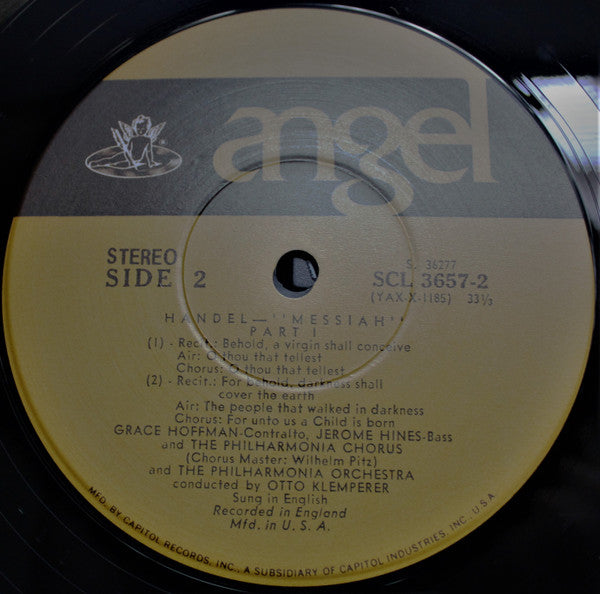 angel
STEREO
SIDE 2
S. 36277
SCL 3657-2
(YAX-X-1185) 33⅓
HANDEL—"MESSIAH"—
PART I
(1) - Recit.: Behold, a virgin shall conceive
Air: O thou that tellest
Chorus: O thou that tellest
(2) - Recit.: For behold, darkness shall
cover the earth
Air: The people that walked in darkness
Chorus: For unto us a Child is born
GRACE HOFFMAN-Contralto, JEROME HINES-Bass
and THE PHILHARMONIA CHORUS
(Chorus Master: Wilhelm Pitz)
and THE PHILHARMONIA ORCHESTRA
conducted by OTTO KLEMPERER
Sung in English
Recorded in England
Mfd. in U. S. A.
MFD. BY CAPITOL RECORDS, INC., A SUBSIDIARY OF CAPITOL INDUSTRIES, INC., U.S.A.